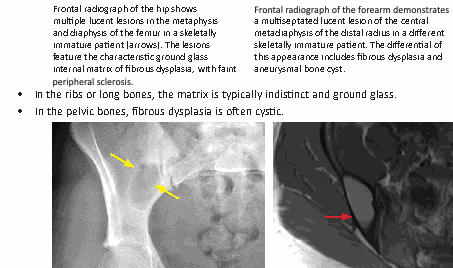 Frontal radiograph of the hip shows
multiple lucent lesions in the metaphysis
and diaphysis of the femur in a skeletally
immature patient (arrows). The lesions
feature the characteristic ground glass
internal matrix of fibrous dysplasia, with faint
peripheral sclerosis.
Frontal radiograph of the forearm demonstrates
a multiseptated lucent lesion of the central
metadiaphysis of the distal radius in a different
skeletally immature patient. The differential of
this appearance includes fibrous dysplasia and
aneurysmal bone cyst.
• In the ribs or long bones, the matrix is typically indistinct and ground glass.
• In the pelvic bones, fibrous dysplasia is often cystic.